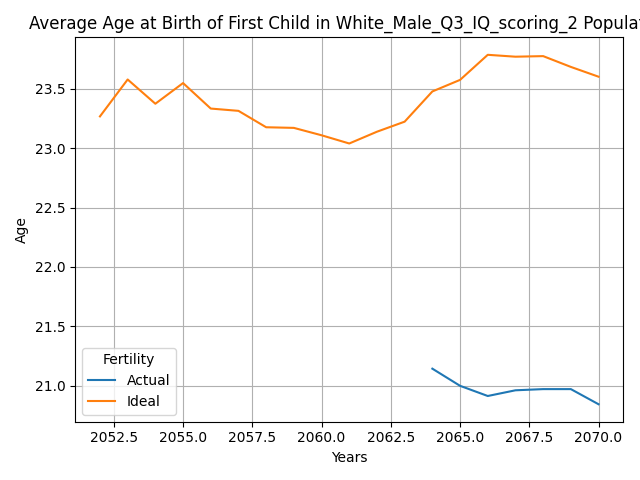 Average Age at Birth of First Child in White_Male_Q3_IQ_scoring_2 Populat
23.5
23.0
22.5
22.0
21.5
21.0
Age
Fertility
Actual
Ideal
2052.5 2055.0 2057.5 2060.0 2062.5 2065.0 2067.5 2070.0
Years